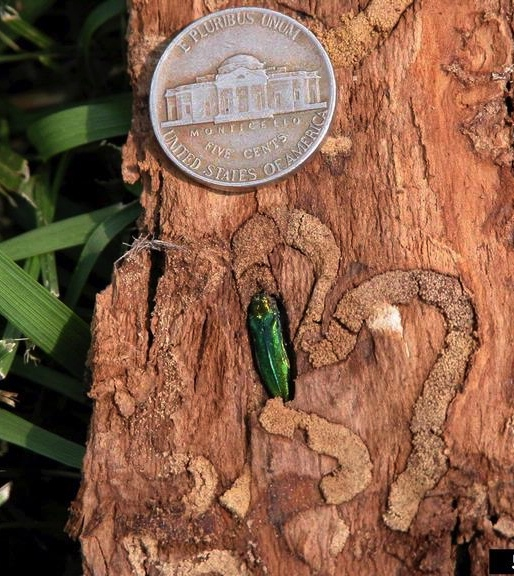 E PLURIBUS UNUM
MONTICELLO
FIVE CENTS
UNITED STATES OF AMERICA